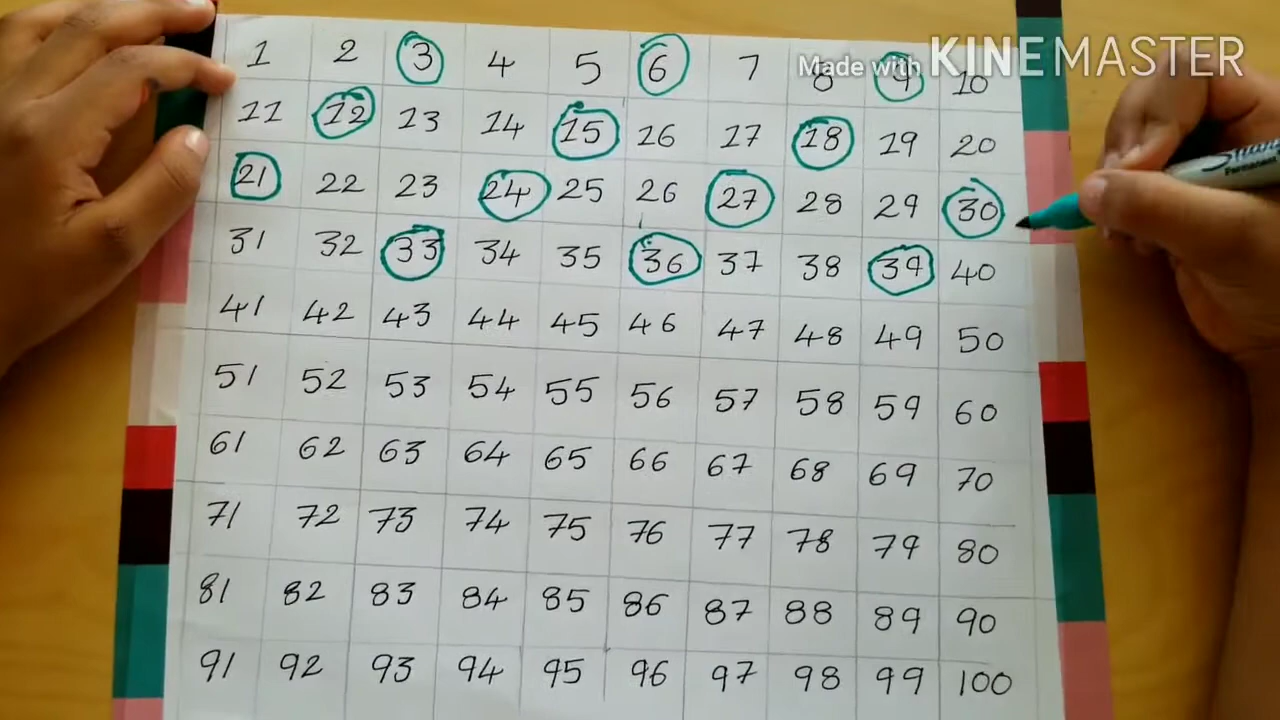 Made with KINEMASTER
1 2 3 4 5 6 7 8 9 10
11 12 13 14 15 16 17 18 19 20
21 22 23 24 25 26 27 28 29 30
31 32 33 34 35 36 37 38 39 40
41 42 43 44 45 46 47 48 49 50
51 52 53 54 55 56 57 58 59 60
61 62 63 64 65 66 67 68 69 70
71 72 73 74 75 76 77 78 79 80
81 82 83 84 85 86 87 88 89 90
91 92 93 94 95 96 97 98 99 100